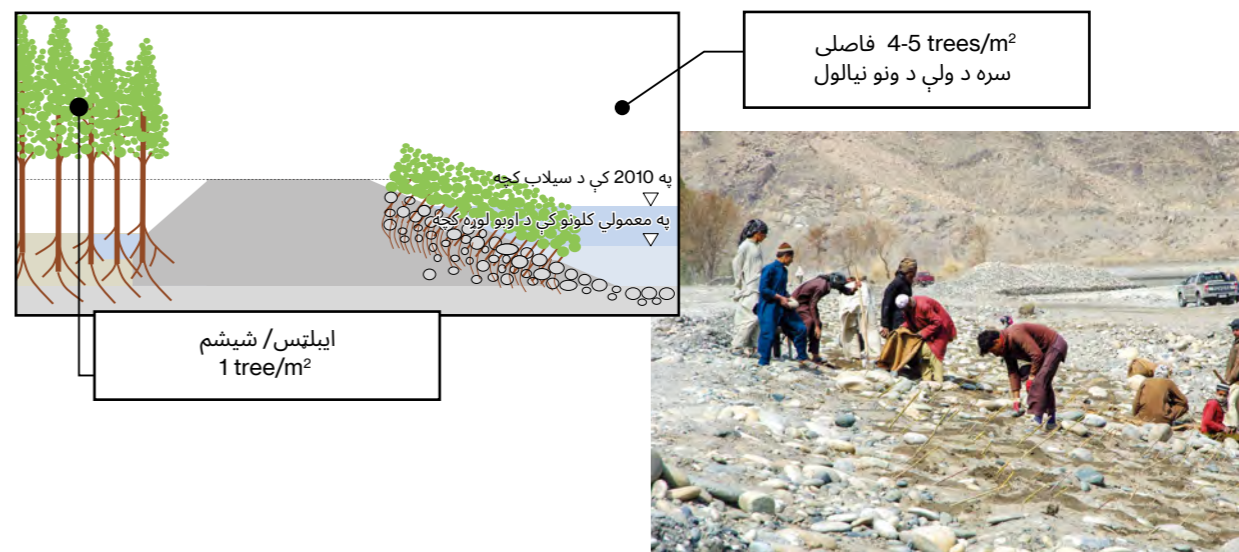 4-5 trees/m² فاصلی
سره د ولې د ونو نیالول
په 2010 کې د سیلاب کچه
په معمولي کلونو کې د اوبو لوړه کچه
ایبلټس/ شیشم
1 tree/m²